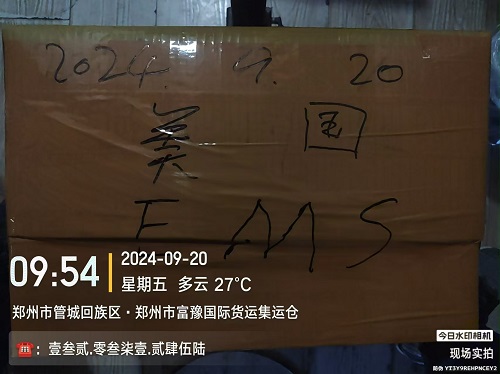 2024. 9. 20
美 国
EMS
09:54
2024-09-20
星期五 多云 27°C
郑州市管城回族区·郑州市富豫国际货运集运仓
☎：壹叁贰.零叁柒壹.贰肆伍陆
今日水印相机
现场实拍
防伪 YI3Y9REHPNCEY2